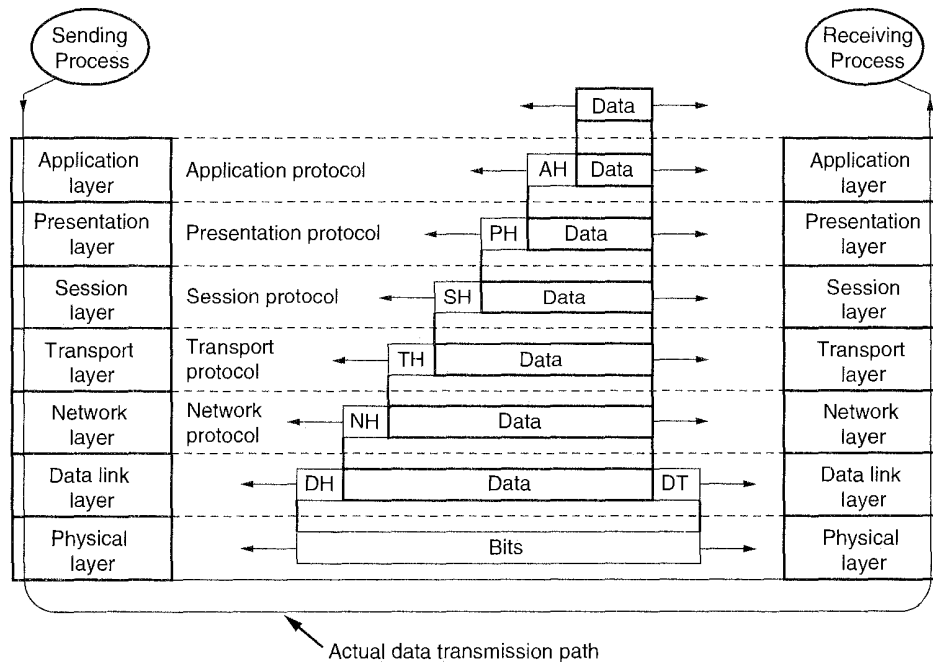 Sending
Process
Receiving
Process
Data
Application
layer
Application protocol
AH
Data
Application
layer
Presentation
layer
Presentation protocol
PH
Data
Presentation
layer
Session
layer
Session protocol
SH
Data
Session
layer
Transport
layer
Transport
protocol
TH
Data
Transport
layer
Network
layer
Network
protocol
NH
Data
Network
layer
Data link
layer
DH
Data
DT
Data link
layer
Physical
layer
Bits
Physical
layer
Actual data transmission path